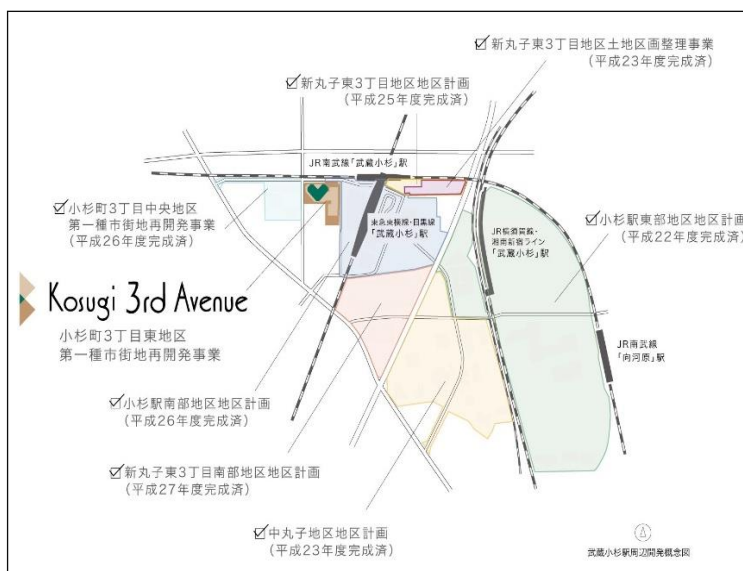 新丸子東3丁目地区土地区画整理事業
(平成23年度完成済)
新丸子東3丁目地区地区計画
(平成25年度完成済)
JR南武線「武蔵小杉」駅
小杉町3丁目中央地区
第一種市街地再開発事業
(平成26年度完成済)
東急東横線・目黒線
「武蔵小杉」駅
JR横須賀線・
湘南新宿ライン
「武蔵小杉」駅
小杉駅東部地区地区計画
(平成22年度完成済)
Kosugi 3rd Avenue
小杉町3丁目東地区
第一種市街地再開発事業
JR南武線
「向河原」駅
小杉駅南部地区地区計画
(平成26年度完成済)
新丸子東3丁目南部地区地区計画
(平成27年度完成済)
中丸子地区地区計画
(平成23年度完成済)
武蔵小杉駅周辺開発概念図